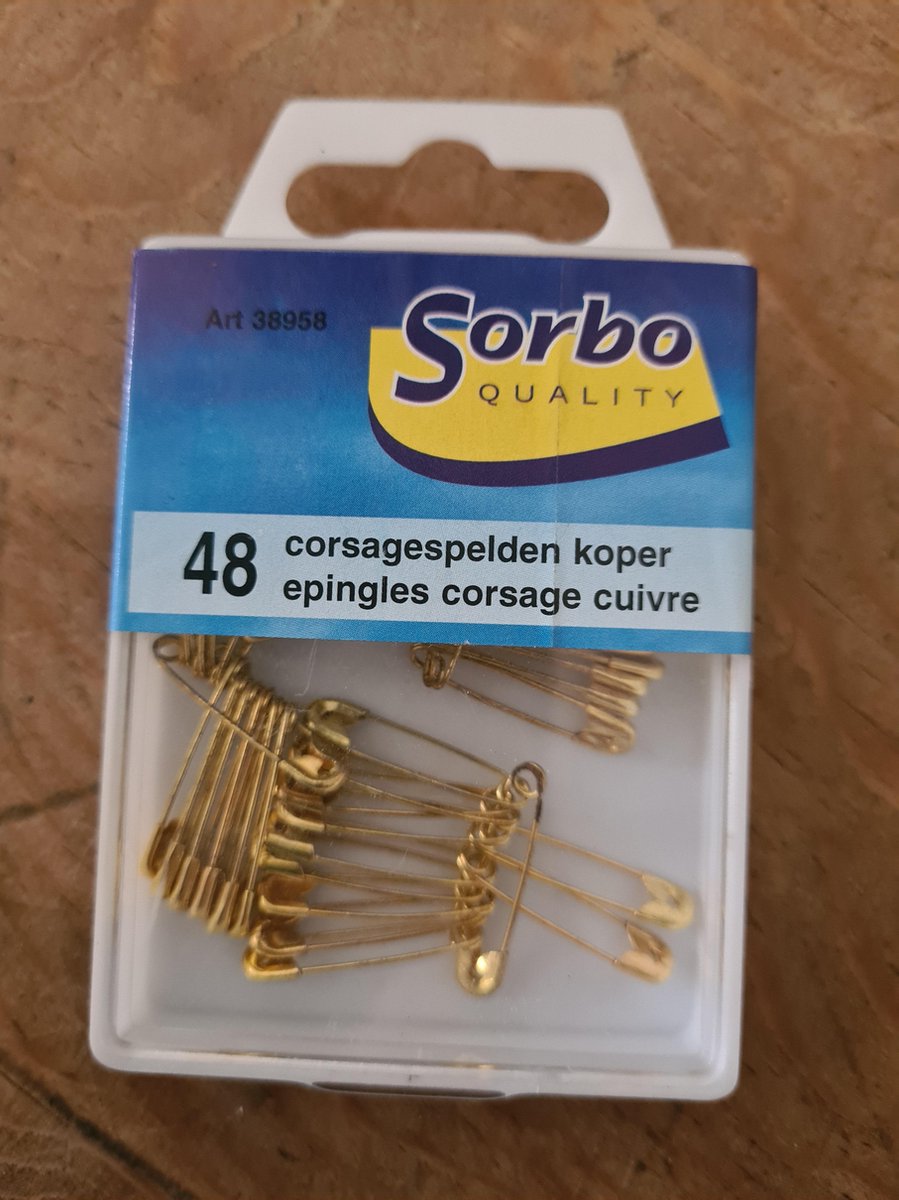 Art 38958
Sorbo
QUALITY
48
corsagespelden koper
epingles corsage cuivre